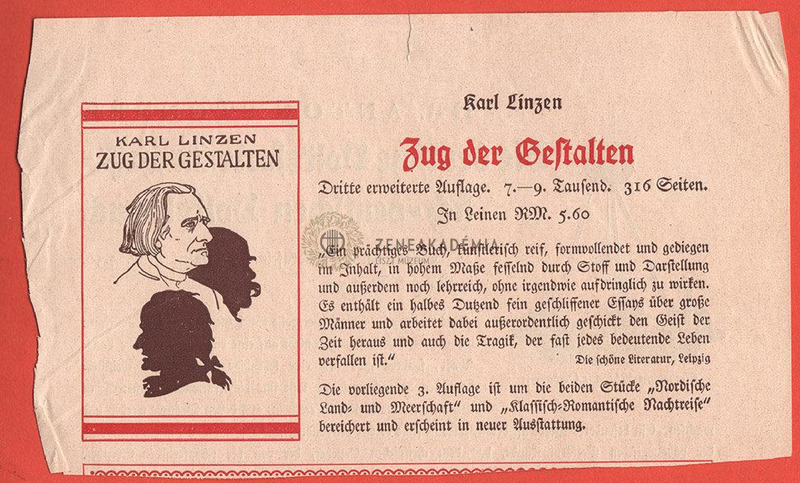 KARL LINZEN
ZUG DER GESTALTEN
Karl Linzen
Zug der Gestalten
Dritte erweiterte Auflage. 7.—9. Tausend. 316 Seiten.
In Leinen RM. 5.60
„Ein prächtiges Buch, künstlerisch reif, formvollendet und gediegen
im Inhalt, in hohem Maße fesselnd durch Stoff und Darstellung
und außerdem noch lehrreich, ohne irgendwie aufdringlich zu wirken.
Es enthält ein halbes Dutzend fein geschliffener Essays über große
Männer und arbeitet dabei außerordentlich geschickt den Geist der
Zeit heraus und auch die Tragik, der fast jedes bedeutende Leben
verfallen ist.“
Die schöne Literatur, Leipzig
Die vorliegende 3. Auflage ist um die beiden Stücke „Nordische
Land- und Meerschaft“ und „Klassisch-Romantische Nachtreise“
bereichert und erscheint in neuer Ausstattung.
ZENEAKADÉMIA
LISZT MÚZEUM